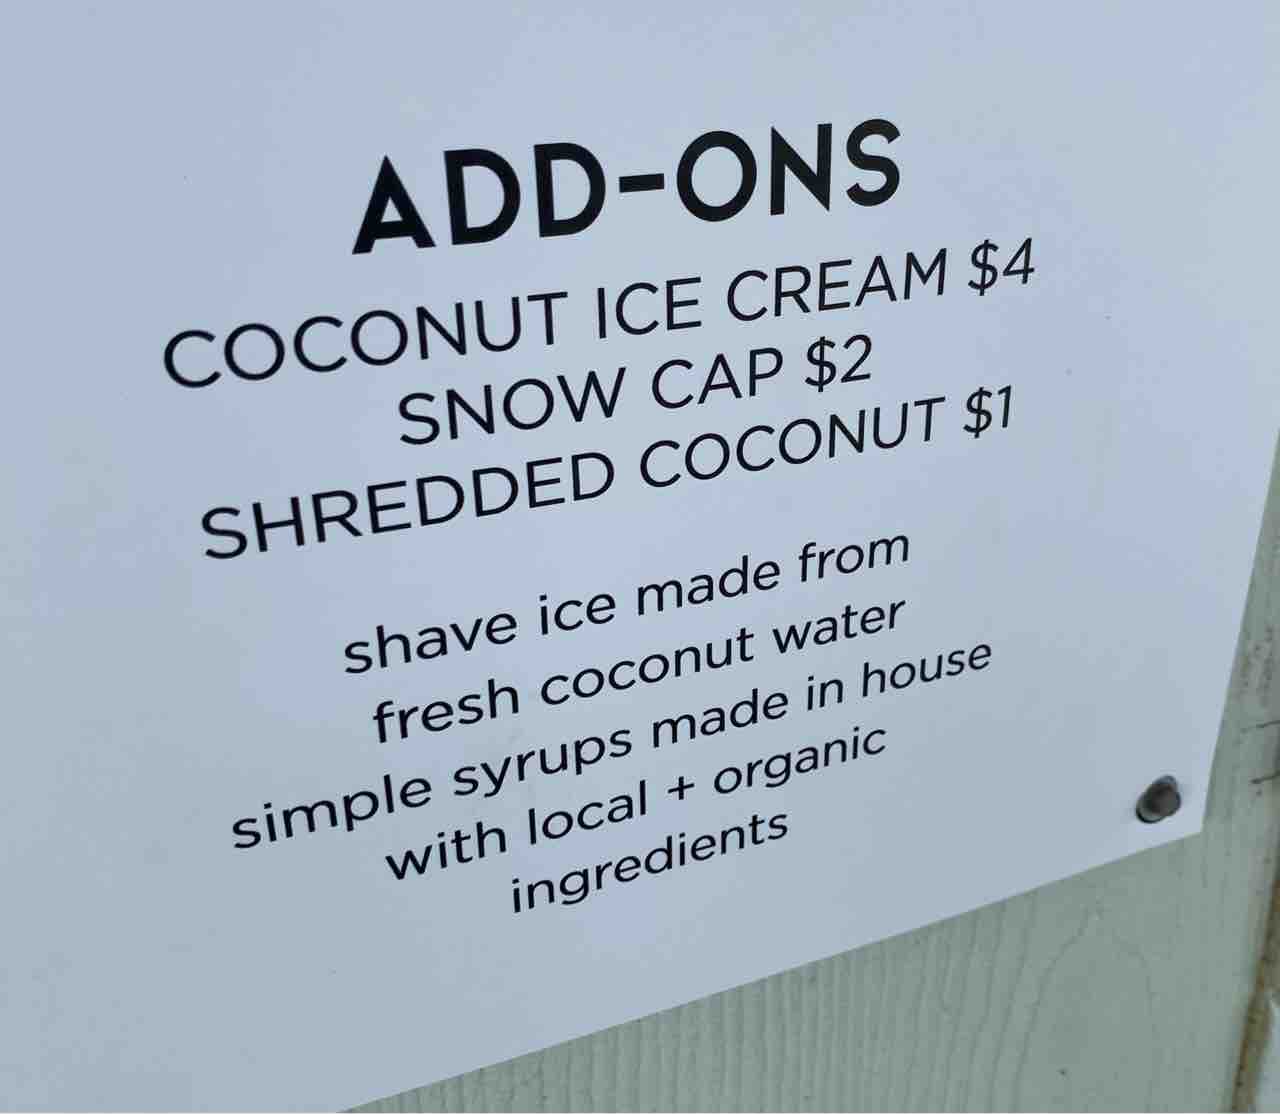 ADD-ONS
COCONUT ICE CREAM $4
SNOW CAP $2
SHREDDED COCONUT $1
shave ice made from
fresh coconut water
simple syrups made in house
with local + organic
ingredients